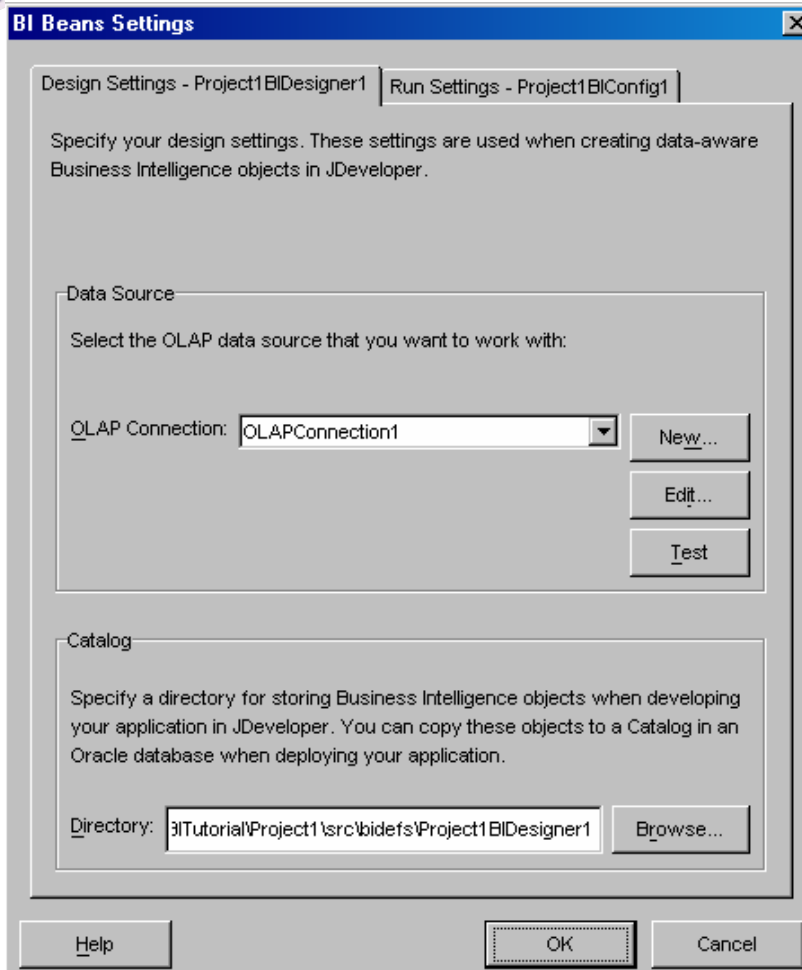 BI Beans Settings
Design Settings - Project1BIDesigner1
Run Settings - Project1BIConfig1
Specify your design settings. These settings are used when creating data-aware
Business Intelligence objects in JDeveloper.
Data Source
Select the OLAP data source that you want to work with:
OLAP Connection: OLAPConnection1
New...
Edit...
Test
Catalog
Specify a directory for storing Business Intelligence objects when developing
your application in JDeveloper. You can copy these objects to a Catalog in an
Oracle database when deploying your application.
Directory: BITutorial\Project1\src\bidefs\Project1BIDesigner1 Browse...
Help OK Cancel